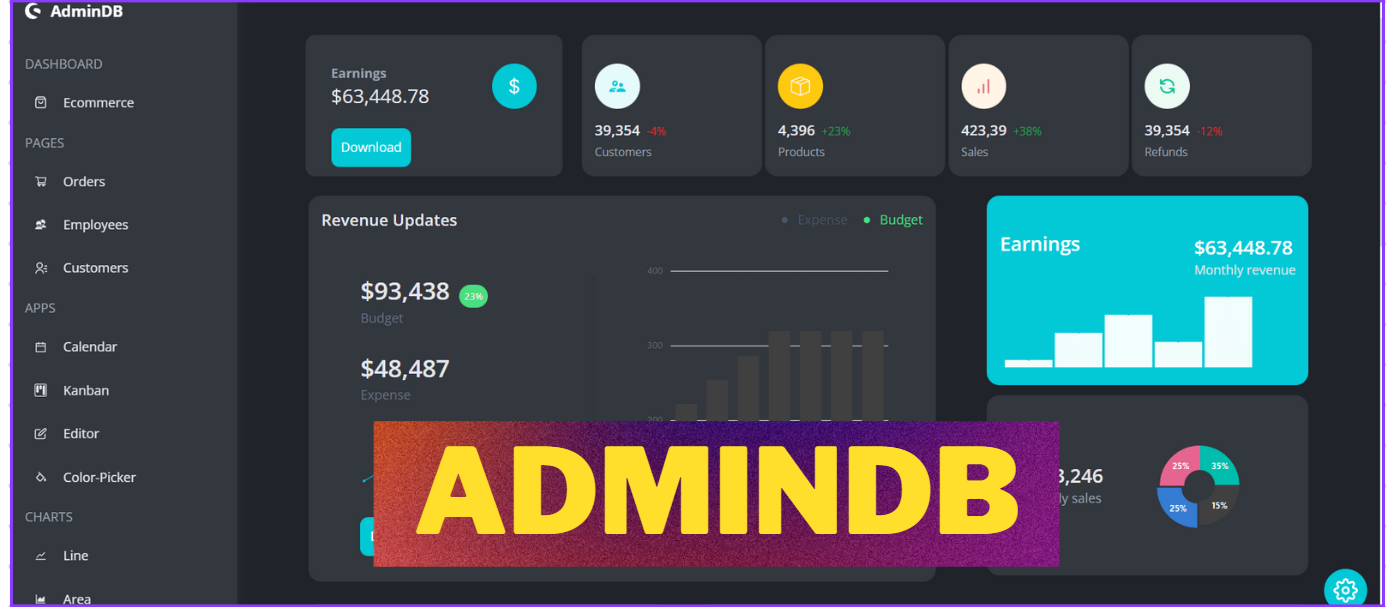 AdminDB
DASHBOARD
Ecommerce
PAGES
Orders
Employees
Customers
APPS
Calendar
Kanban
Editor
Color-Picker
CHARTS
Line
Area
Earnings
$63,448.78
$
Download
39,354 -4%
Customers
4,396 +23%
Products
423,39 +38%
Sales
39,354 -12%
Refunds
Revenue Updates
Expense
Budget
$93,438 23%
Budget
$48,487
Expense
400
300
200
Earnings
$63,448.78
Monthly revenue
3,246
ly sales
25%
35%
25%
15%
ADMINDB